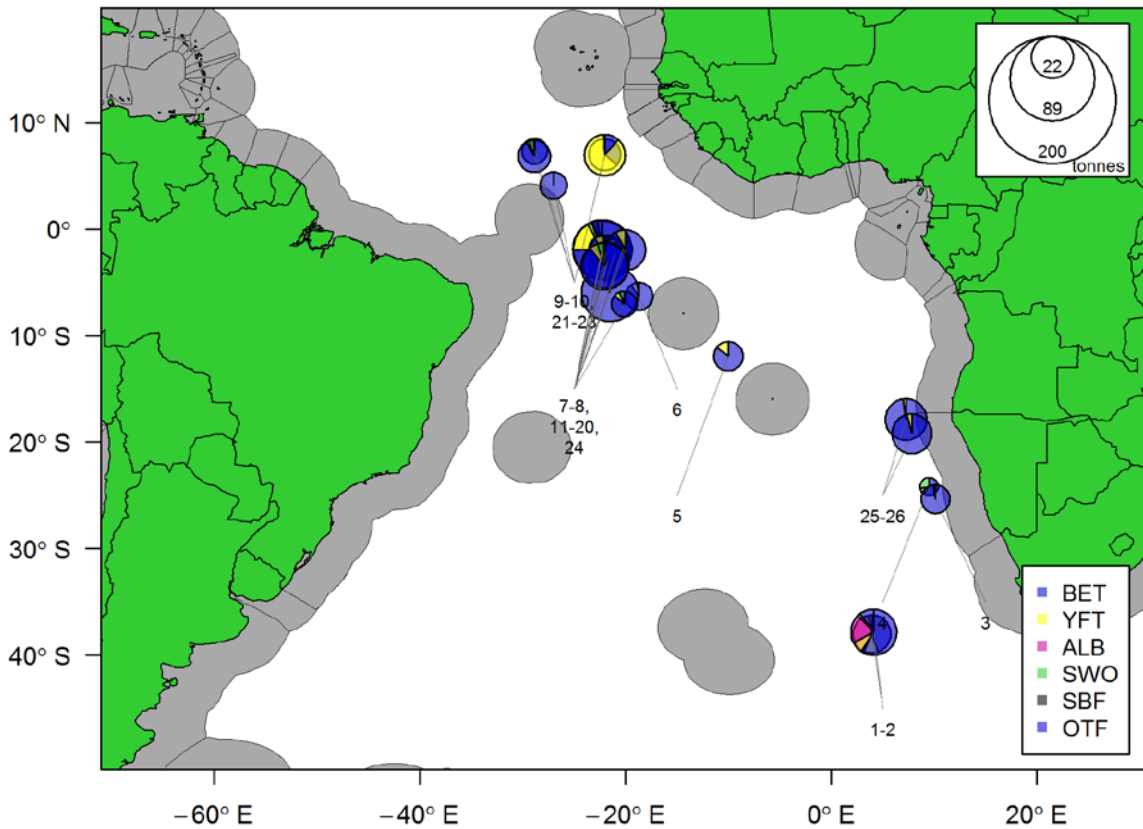 22
89
200
tonnes
10° N
0°
10° S
20° S
30° S
40° S
9-10,
21-23
7-8,
11-20,
24
6
5
25-26
4
3
1-2
BET
YFT
ALB
SWO
SBF
OTF
−60° E
−40° E
−20° E
0° E
20° E